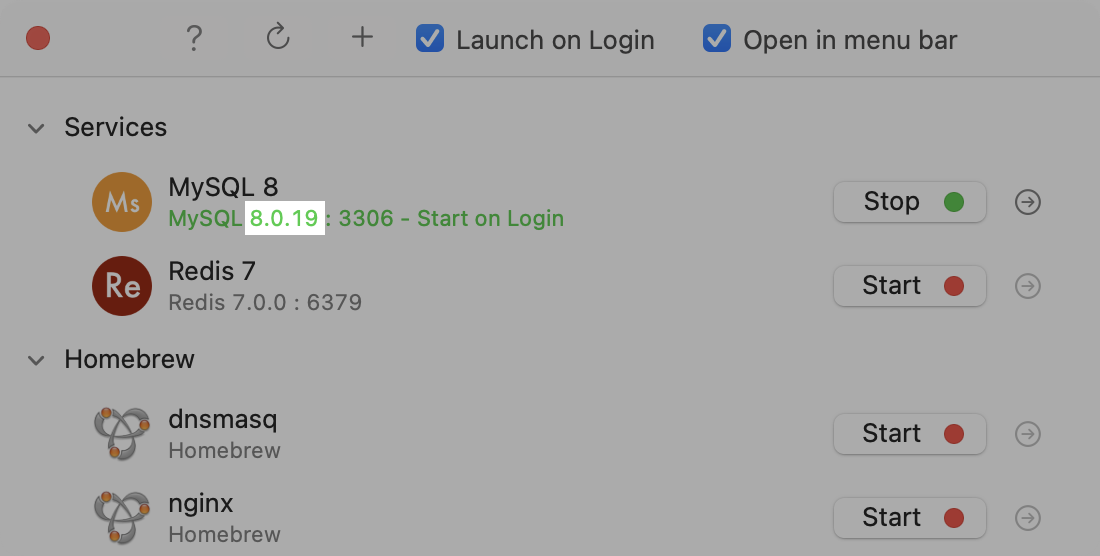 ? Launch on Login Open in menu bar
Services
Ms MySQL 8 Stop
MySQL 8.0.19 : 3306 - Start on Login
Re Redis 7 Start
Redis 7.0.0 : 6379
Homebrew
dnsmasq Start
Homebrew
nginx Start
Homebrew